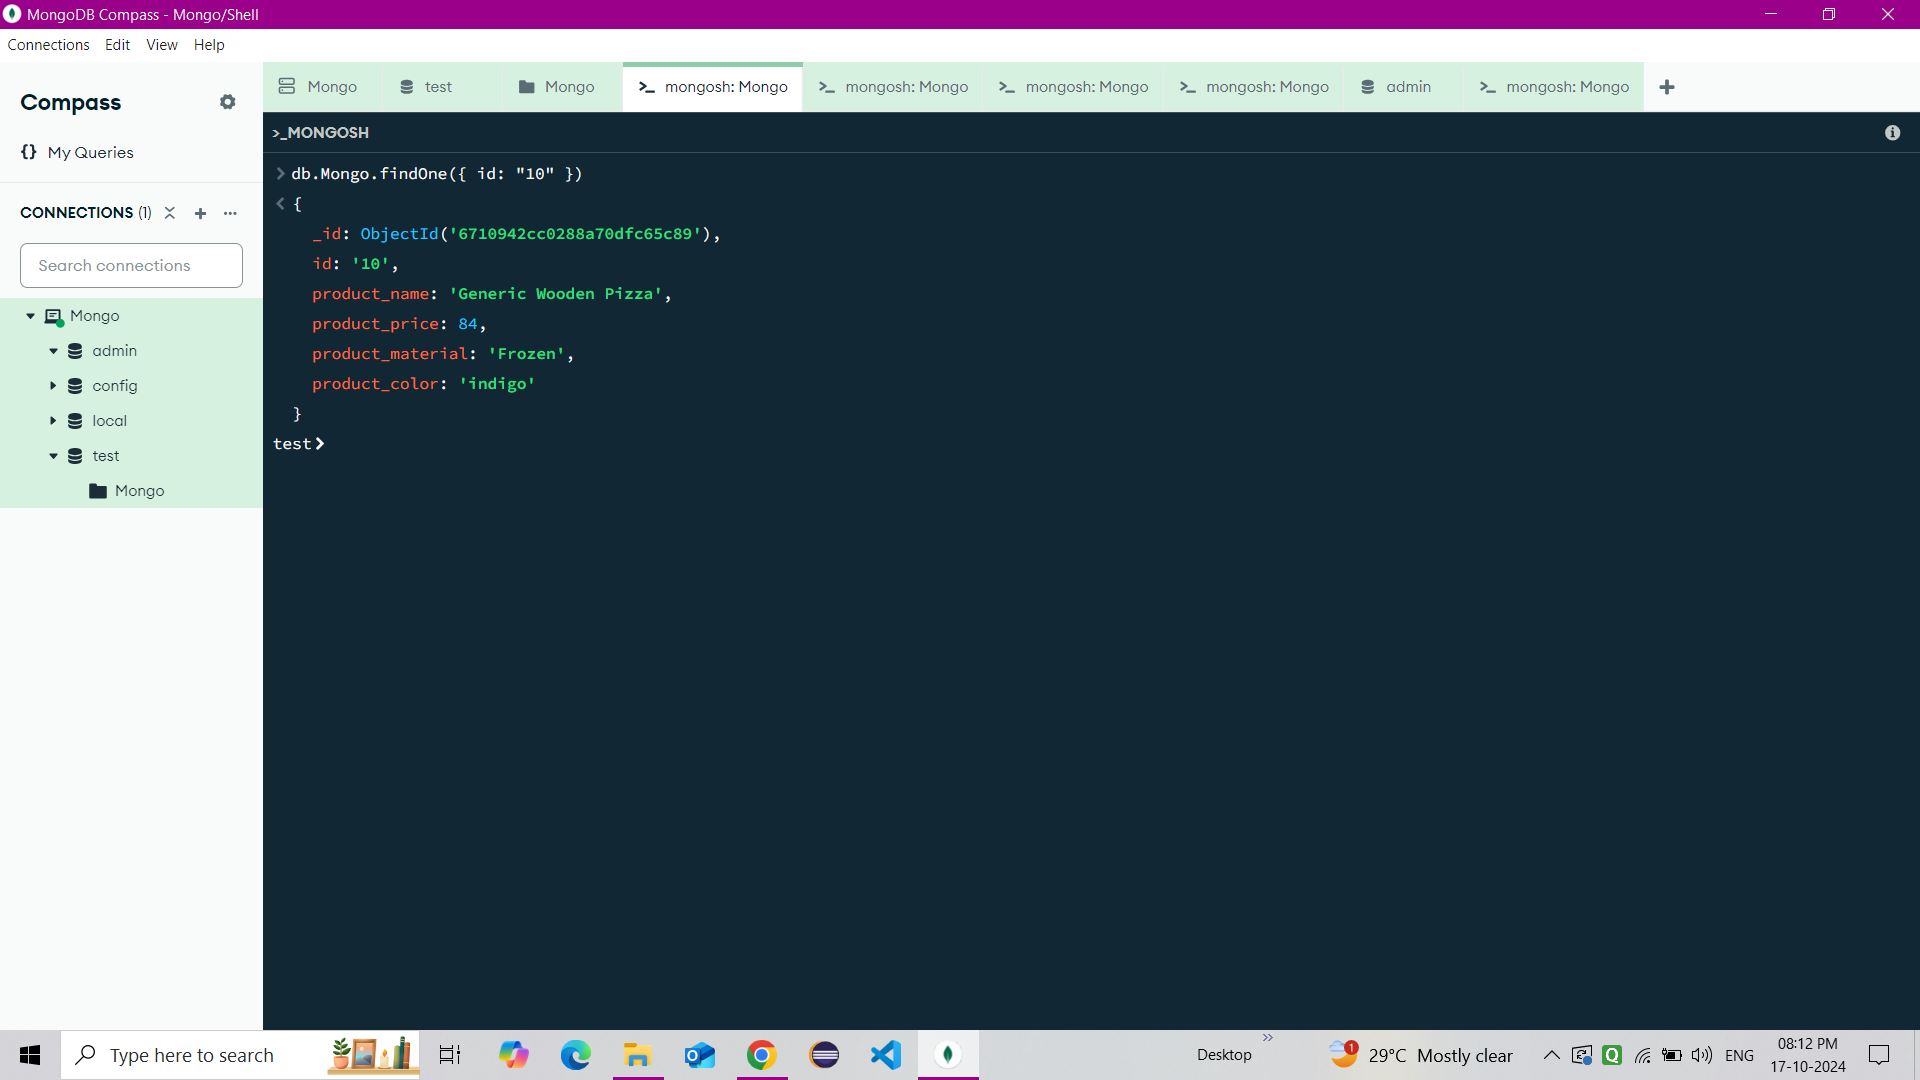 MongoDB Compass - Mongo/Shell
Connections Edit View Help
Compass
{} My Queries
CONNECTIONS (1)
Search connections
Mongo
admin
config
local
test
Mongo
Mongo test Mongo mongosh: Mongo mongosh: Mongo mongosh: Mongo mongosh: Mongo admin mongosh: Mongo
>_MONGOSH
> db.Mongo.findOne({ id: "10" })
< {
_id: ObjectId('6710942cc0288a70dfc65c89'),
id: '10',
product_name: 'Generic Wooden Pizza',
product_price: 84,
product_material: 'Frozen',
product_color: 'indigo'
}
test>
Type here to search
Desktop
1
29°C Mostly clear
ENG
08:12 PM
17-10-2024